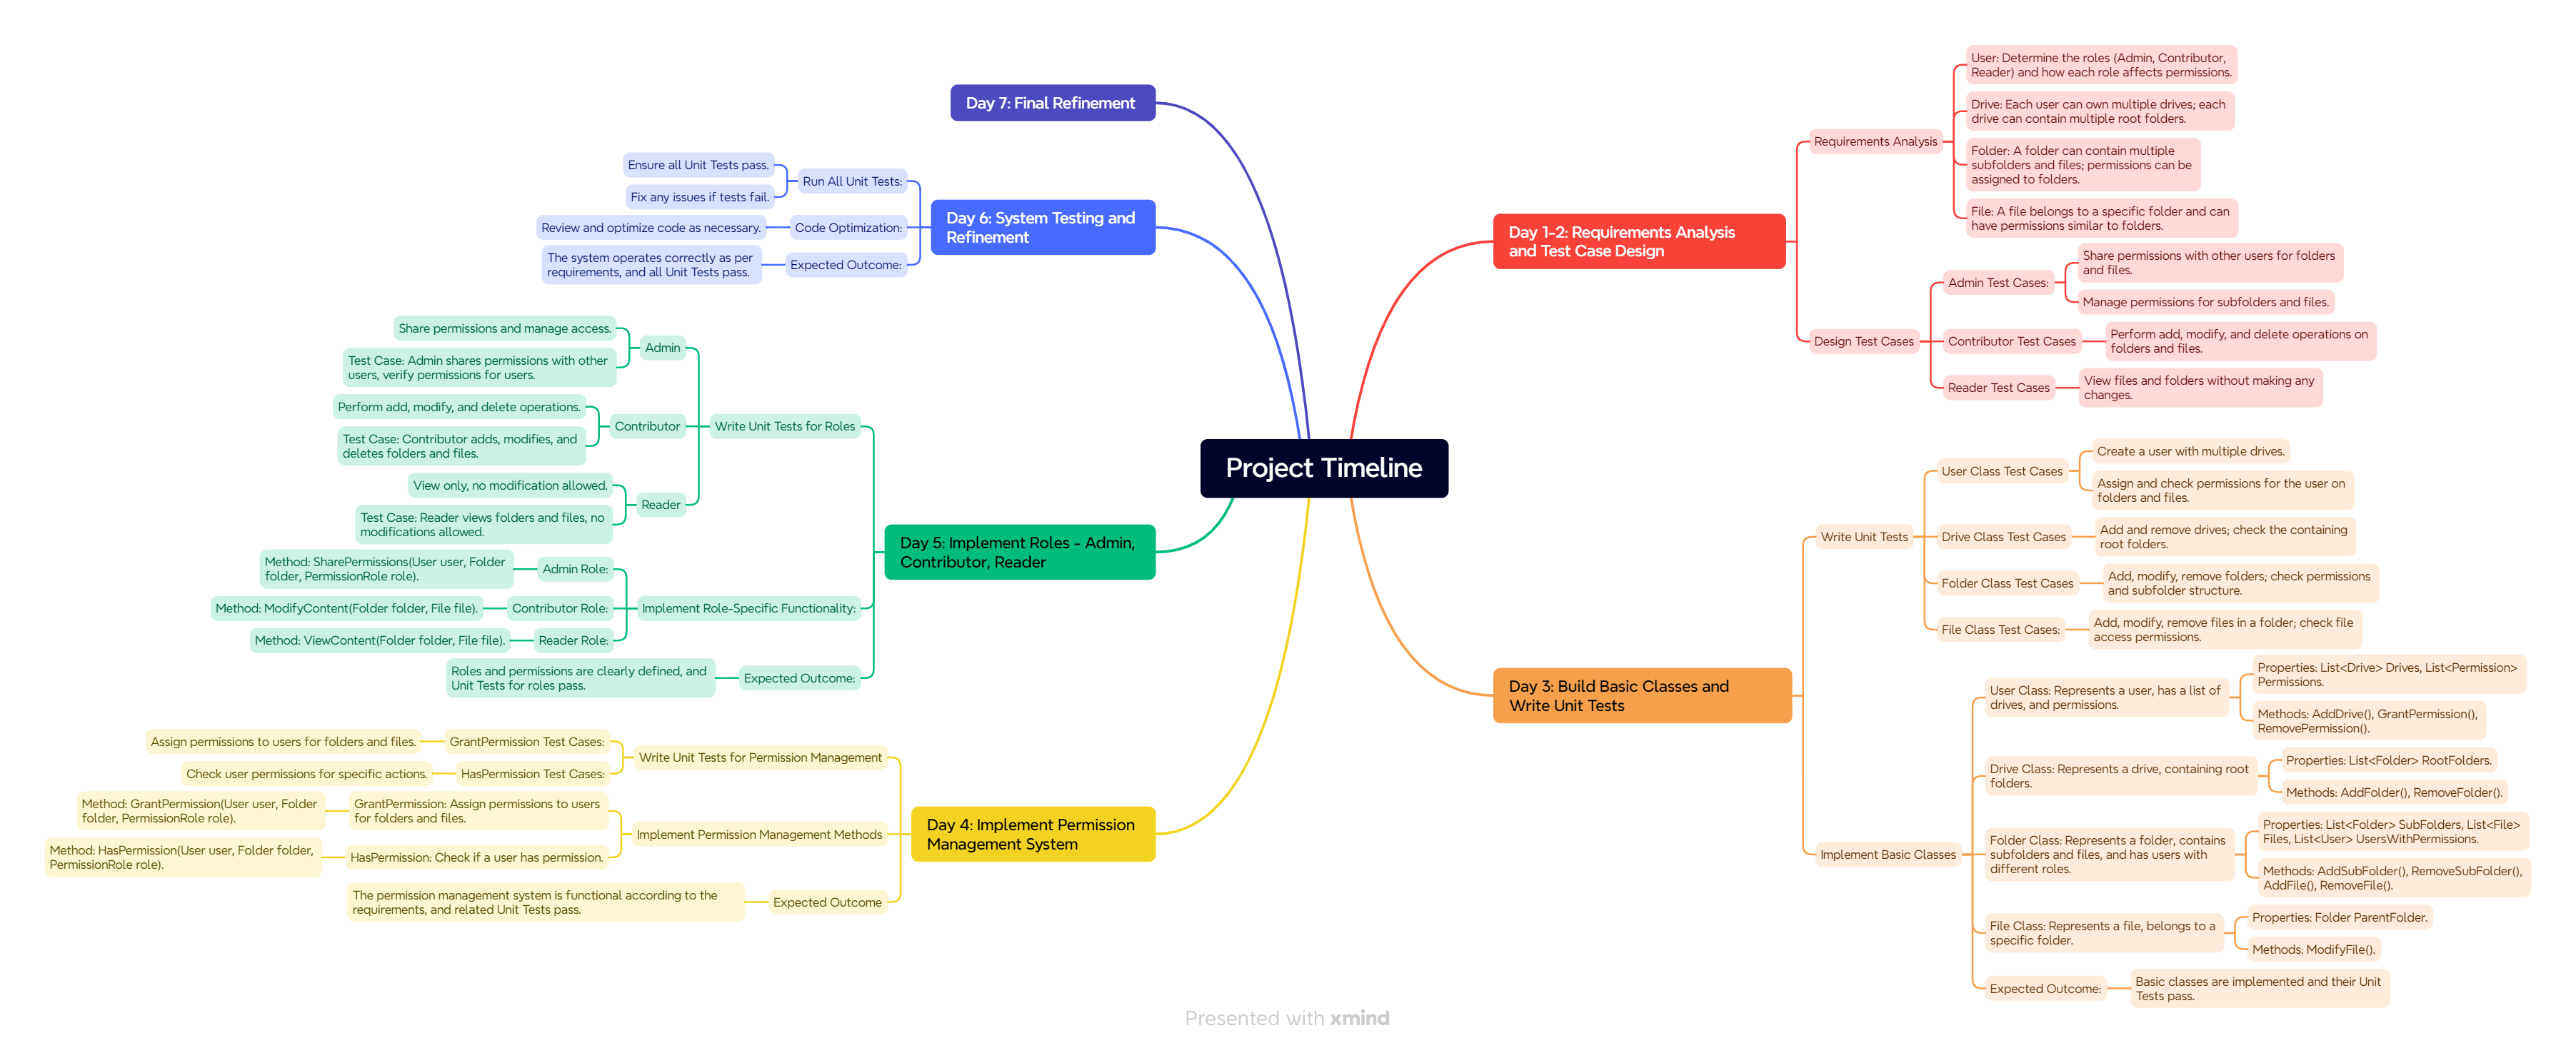 Project Timeline
Day 1-2: Requirements Analysis
and Test Case Design
Requirements Analysis
User: Determine the roles (Admin, Contributor,
Reader) and how each role affects permissions.
Drive: Each user can own multiple drives; each
drive can contain multiple root folders.
Folder: A folder can contain multiple
subfolders and files; permissions can be
assigned to folders.
File: A file belongs to a specific folder and can
have permissions similar to folders.
Design Test Cases
Admin Test Cases:
Share permissions with other users for folders
and files.
Manage permissions for subfolders and files.
Contributor Test Cases
Perform add, modify, and delete operations on
folders and files.
Reader Test Cases
View files and folders without making any
changes.
Day 3: Build Basic Classes and
Write Unit Tests
Write Unit Tests
User Class Test Cases
Create a user with multiple drives.
Assign and check permissions for the user on
folders and files.
Drive Class Test Cases
Add and remove drives; check the containing
root folders.
Folder Class Test Cases
Add, modify, remove folders; check permissions
and subfolder structure.
File Class Test Cases:
Add, modify, remove files in a folder; check file
access permissions.
Implement Basic Classes
User Class: Represents a user, has a list of
drives, and permissions.
Properties: List<Drive> Drives, List<Permission>
Permissions.
Methods: AddDrive(), GrantPermission(),
RemovePermission().
Drive Class: Represents a drive, containing root
folders.
Properties: List<Folder> RootFolders.
Methods: AddFolder(), RemoveFolder().
Folder Class: Represents a folder, contains
subfolders and files, and has users with
different roles.
Properties: List<Folder> SubFolders, List<File>
Files, List<User> UsersWithPermissions.
Methods: AddSubFolder(), RemoveSubFolder(),
AddFile(), RemoveFile().
File Class: Represents a file, belongs to a
specific folder.
Properties: Folder ParentFolder.
Methods: ModifyFile().
Expected Outcome:
Basic classes are implemented and their Unit
Tests pass.
Day 4: Implement Permission
Management System
Write Unit Tests for Permission Management
GrantPermission Test Cases:
Assign permissions to users for folders and files.
HasPermission Test Cases:
Check user permissions for specific actions.
Implement Permission Management Methods
GrantPermission: Assign permissions to users
for folders and files.
Method: GrantPermission(User user, Folder
folder, PermissionRole role).
HasPermission: Check if a user has permission.
Method: HasPermission(User user, Folder folder,
PermissionRole role).
Expected Outcome
The permission management system is functional according to the
requirements, and related Unit Tests pass.
Day 5: Implement Roles - Admin,
Contributor, Reader
Write Unit Tests for Roles
Admin
Share permissions and manage access.
Test Case: Admin shares permissions with other
users, verify permissions for users.
Contributor
Perform add, modify, and delete operations.
Test Case: Contributor adds, modifies, and
deletes folders and files.
Reader
View only, no modification allowed.
Test Case: Reader views folders and files, no
modifications allowed.
Implement Role-Specific Functionality:
Admin Role:
Method: SharePermissions(User user, Folder
folder, PermissionRole role).
Contributor Role:
Method: ModifyContent(Folder folder, File file).
Reader Role:
Method: ViewContent(Folder folder, File file).
Expected Outcome:
Roles and permissions are clearly defined, and
Unit Tests for roles pass.
Day 6: System Testing and
Refinement
Run All Unit Tests:
Ensure all Unit Tests pass.
Fix any issues if tests fail.
Code Optimization:
Review and optimize code as necessary.
Expected Outcome:
The system operates correctly as per
requirements, and all Unit Tests pass.
Day 7: Final Refinement
Presented with xmind